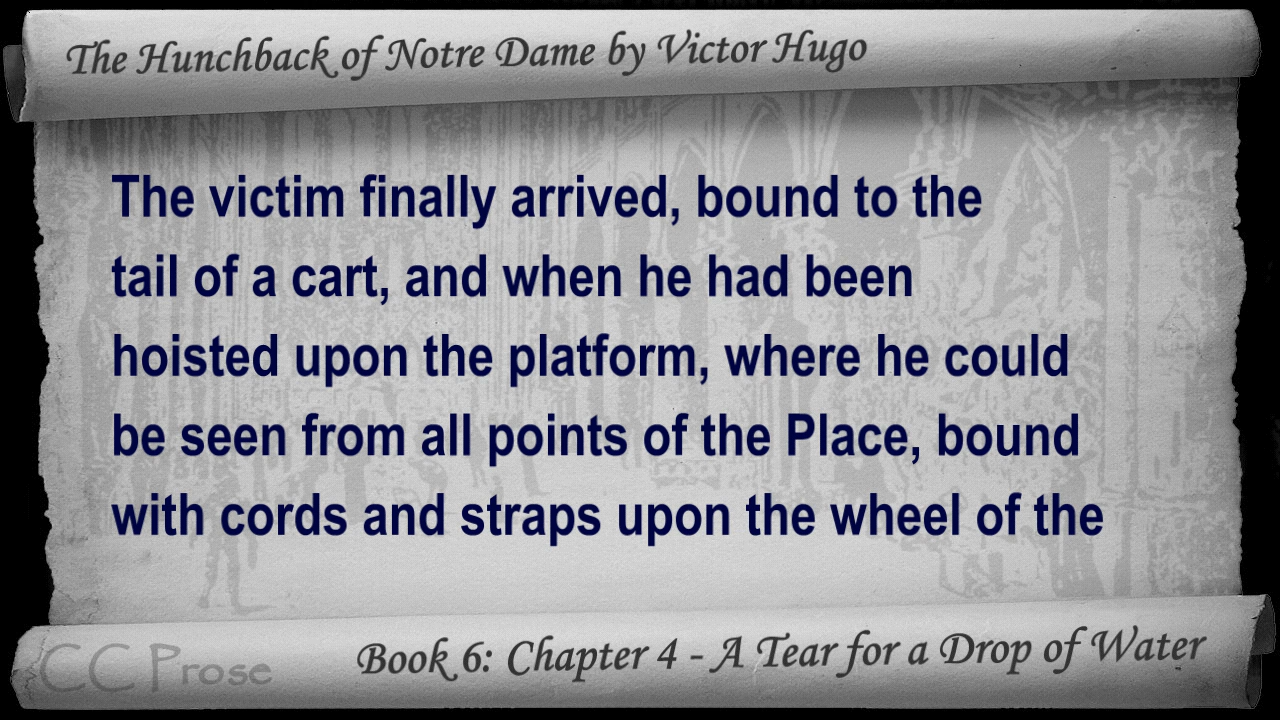 The Hunchback of Notre Dame by Victor Hugo
The victim finally arrived, bound to the
tail of a cart, and when he had been
hoisted upon the platform, where he could
be seen from all points of the Place, bound
with cords and straps upon the wheel of the
CC Prose
Book 6: Chapter 4 - A Tear for a Drop of Water